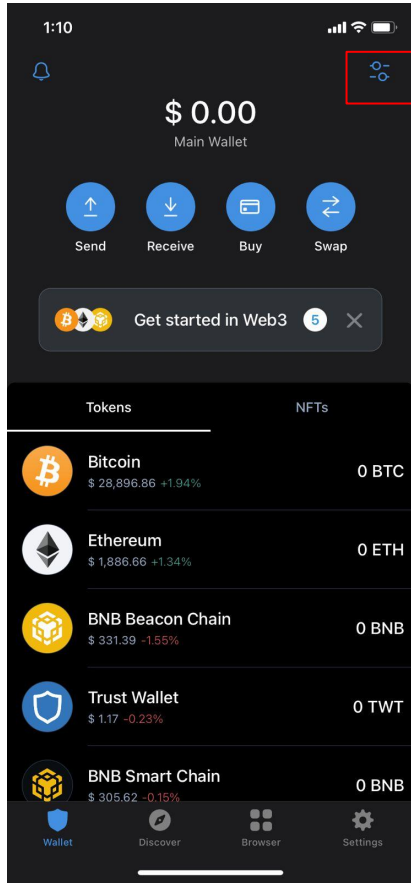 1:10
$ 0.00
Main Wallet
Send Receive Buy Swap
Get started in Web3 5
Tokens NFTs
Bitcoin
0 BTC
$ 28,896.86 +1.94%
Ethereum
0 ETH
$ 1,886.66 +1.34%
BNB Beacon Chain
0 BNB
$ 331.39 -1.55%
Trust Wallet
0 TWT
$ 1.17 -0.23%
BNB Smart Chain
0 BNB
$ 305.62 -0.15%
Wallet Discover Browser Settings